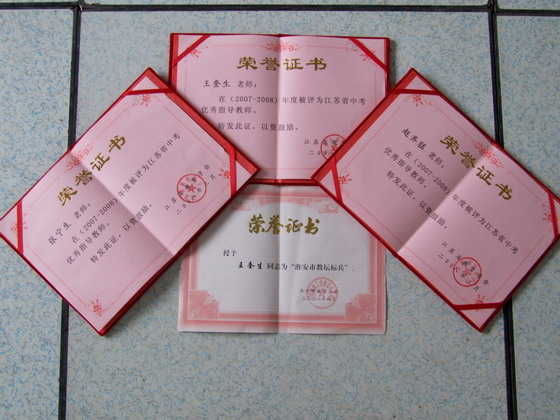 荣誉证书
王奎生 老师：
在（2007-2008）年度被评为江苏省中考
优秀指导教师。
特发此证，以资鼓励。
荣誉证书
张宁生 老师：
在（2007-2008）年度被评为江苏省中考
优秀指导教师。
特发此证，以资鼓励。
荣誉证书
老师：
在（2007-2008）年度被评为江苏省中考
优秀指导教师。
特发此证，以资鼓励。
荣誉证书
授予
王奎生 同志为“淮安市教坛标兵”